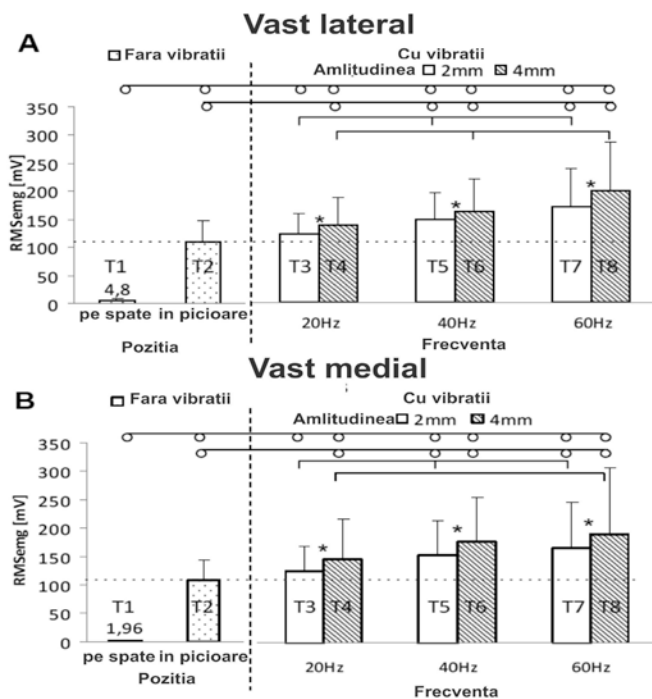 Vast lateral
A
Fara vibratii
Cu vibratii
Amlitudinea 2mm 4mm
RMSemg [mV]
350
300
250
200
150
100
50
0
T1
4,8
T2
T3
*
T4
T5
*
T6
T7
*
T8
pe spate in picioare
20Hz 40Hz 60Hz
Pozitia
Frecventa
Vast medial
B
Fara vibratii
Cu vibratii
Amlitudinea 2mm 4mm
RMSemg [mV]
350
300
250
200
150
100
50
0
T1
1,96
T2
T3
*
T4
T5
*
T6
T7
*
T8
pe spate in picioare
20Hz 40Hz 60Hz
Pozitia
Frecventa